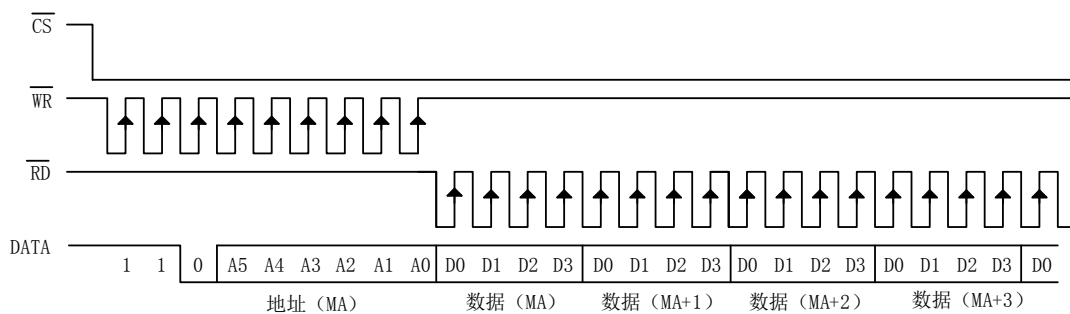 CS
WR
RD
DATA 1 1 0 A5 A4 A3 A2 A1 A0 D0 D1 D2 D3 D0 D1 D2 D3 D0 D1 D2 D3 D0 D1 D2 D3 D0
地址（MA） 数据（MA） 数据（MA+1） 数据（MA+2） 数据（MA+3）